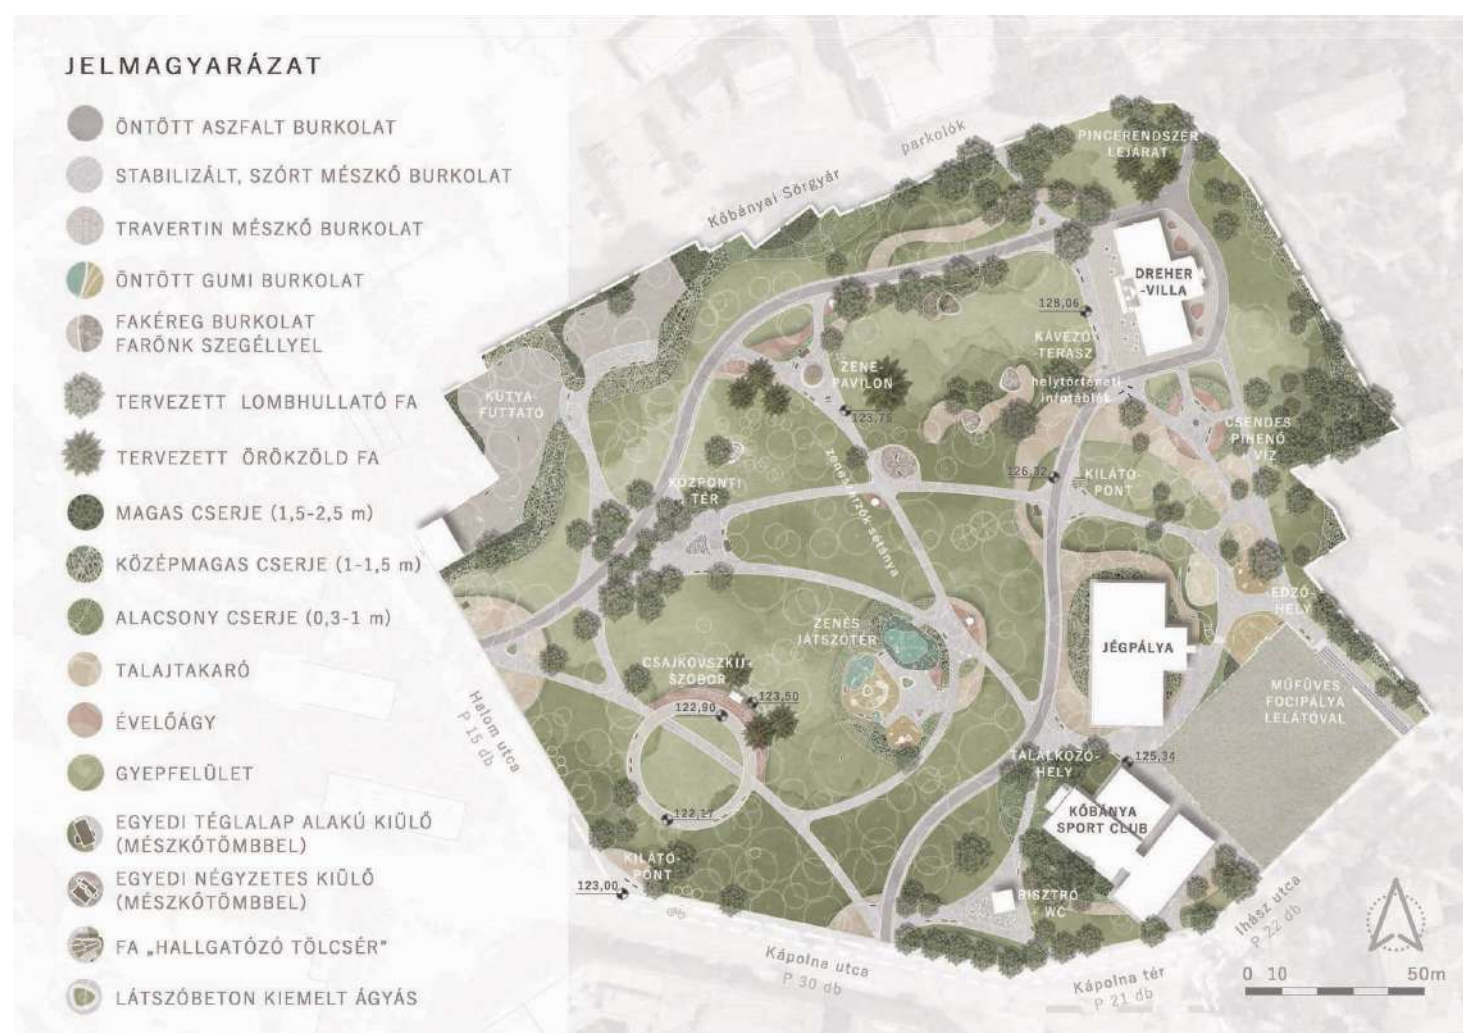 JELMAGYARÁZAT
ÖNTÖTT ASZFALT BURKOLAT
STABILIZÁLT, SZÓRT MÉSZKŐ BURKOLAT
TRAVERTIN MÉSZKŐ BURKOLAT
ÖNTÖTT GUMI BURKOLAT
FAKÉREG BURKOLAT
FARÖNK SZEGÉLLYEL
TERVEZETT LOMBHULLATÓ FA
TERVEZETT ÖRÖKZÖLD FA
MAGAS CSERJE (1,5-2,5 m)
KÖZÉPMAGAS CSERJE (1-1,5 m)
ALACSONY CSERJE (0,3-1 m)
TALAJTAKARÓ
ÉVELŐÁGY
GYEPFELÜLET
EGYEDI TÉGLALAP ALAKÚ KIÜLŐ
(MÉSZKŐTÖMBBEL)
EGYEDI NÉGYZETES KIÜLŐ
(MÉSZKŐTÖMBBEL)
FA „HALLGATÓZÓ TÖLCSÉR"
LÁTSZÓBETON KIEMELT ÁGYÁS
parkolók
Kőbányai Sörgyár
PINCERENDSZER
LEJÁRAT
DREHER
-VILLA
128,06
KÁVÉZÓ-
TERASZ
helytörténeti
infotáblák
ZENE-
PAVILON
123,75
KUTYA-
FUTTATÓ
CSENDES
PIHENŐ
VÍZ
126,32
KILÁTÓ-
PONT
KÖZPONTI
TÉR
zeneszerzők sétánya
EDZŐ-
HELY
ZENÉS
JÁTSZÓTÉR
JÉGPÁLYA
CSAJKOVSZKIJ-
SZOBOR
123,50
122,90
MŰFÜVES
FOCIPÁLYA
LELÁTÓVAL
Halom utca
P 15 db
TALÁLKOZÓ-
HELY
125,34
KŐBÁNYA
SPORT CLUB
122,17
KILÁTÓ-
PONT
123,00
BISZTRÓ
+ WC
Kápolna utca
P 30 db
Kápolna tér
P 21 db
Ihász utca
P 22 db
0 10 50m